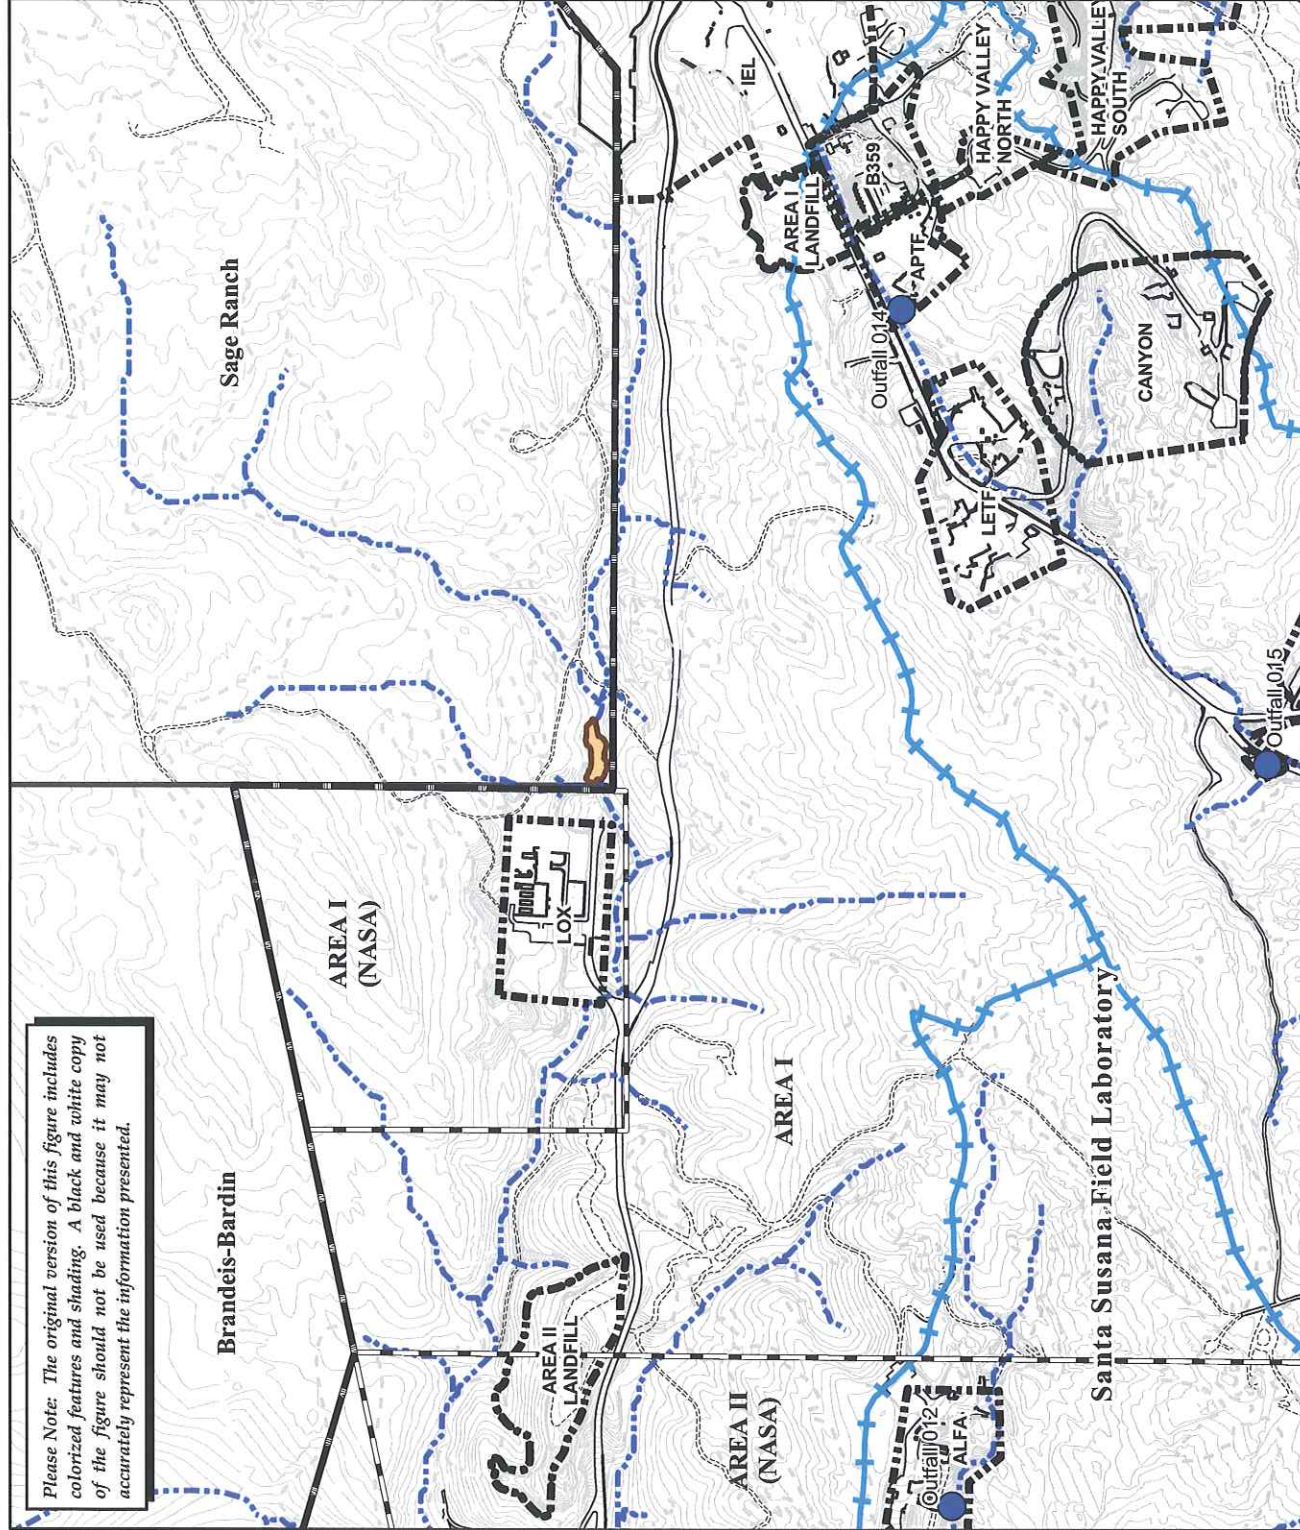 Please Note: The original version of this figure includes
colorized features and shading. A black and white copy
of the figure should not be used because it may not
accurately represent the information presented.
Brandeis-Bardin
Sage Ranch
AREA I
(NASA)
LOX
AREA II
LANDFILL
AREA II
(NASA)
AREA I
Santa Susana Field Laboratory
Outfall 012
ALFA
IEL
AREA I
LANDFILL
B359
APTF
Outfall 014
LETF
CANYON
HAPPY VALLEY
NORTH
HAPPY VALLEY
SOUTH
Outfall 015